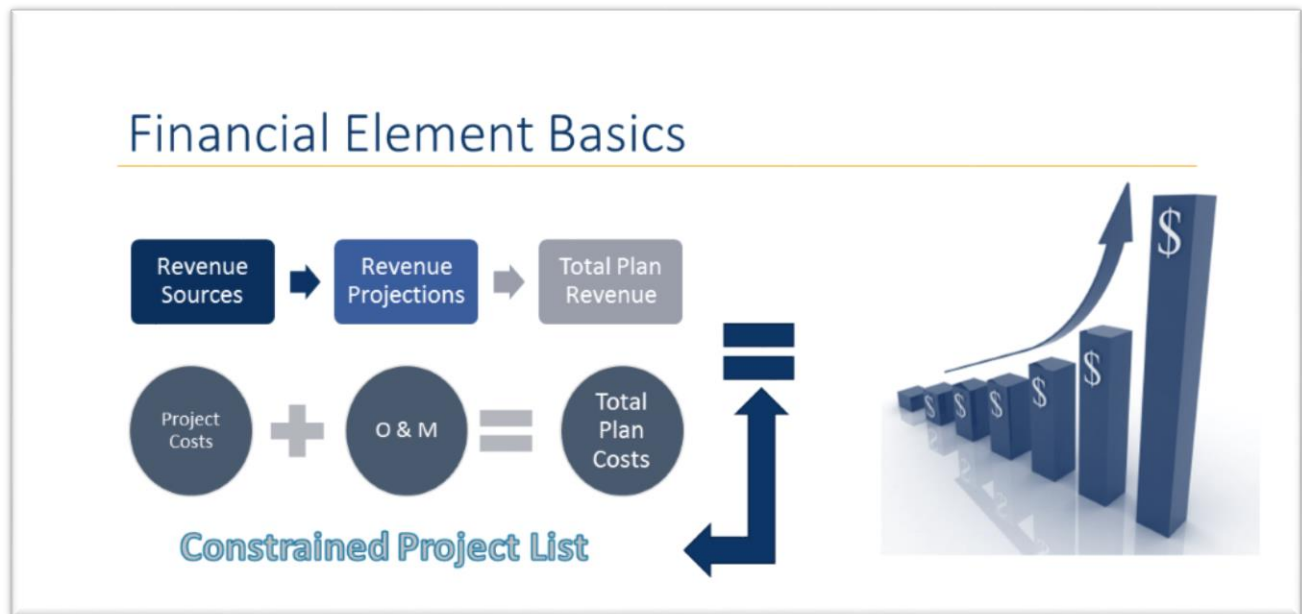 Financial Element Basics
Revenue
Sources
Revenue
Projections
Total Plan
Revenue
Project
Costs
O & M
Total
Plan
Costs
Constrained Project List
$
$
$
$
$
$